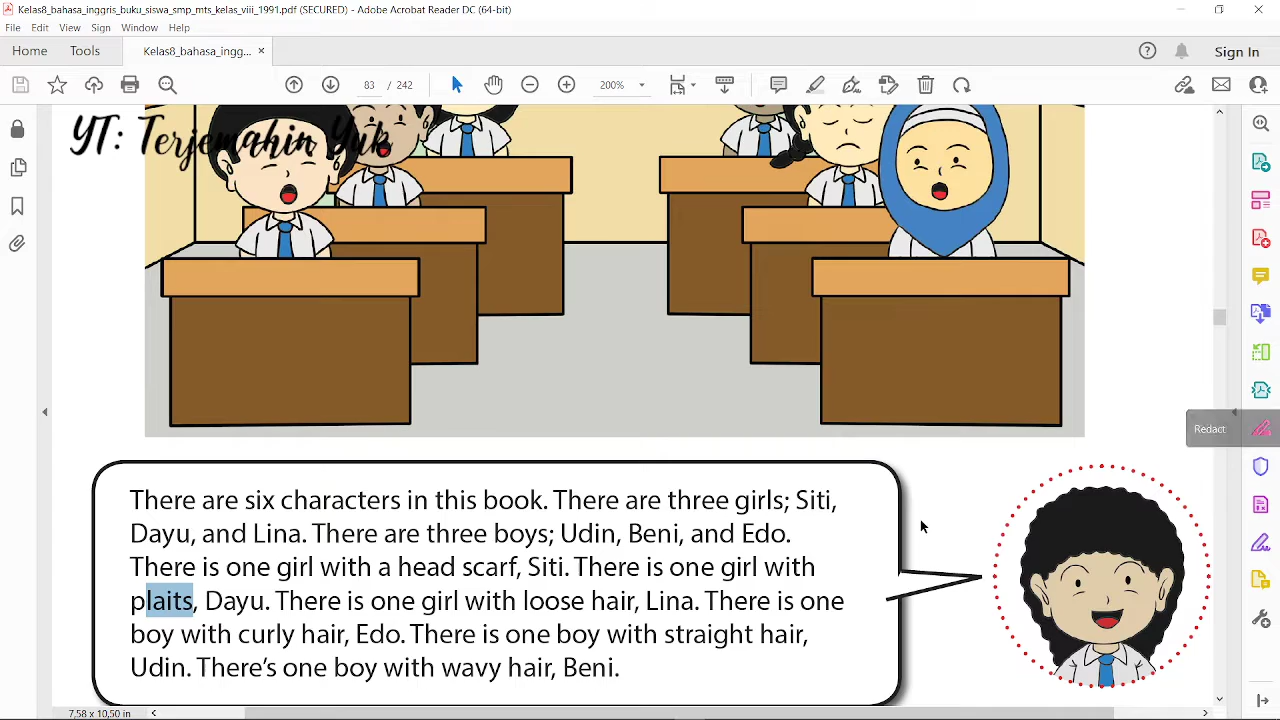 Kelas8_bahasa_inggris_buku_siswa_smp_mts_kelas_viii_1991.pdf (SECURED) - Adobe Acrobat Reader DC (64-bit)
File Edit View Sign Window Help
Home Tools Kelas8_bahasa_ingg... × Sign In
83 / 242 200%
YT: Terjemahin Yuk
Redact
There are six characters in this book. There are three girls; Siti,
Dayu, and Lina. There are three boys; Udin, Beni, and Edo.
There is one girl with a head scarf, Siti. There is one girl with
plaits, Dayu. There is one girl with loose hair, Lina. There is one
boy with curly hair, Edo. There is one boy with straight hair,
Udin. There's one boy with wavy hair, Beni.
7,58 x 10,50 in